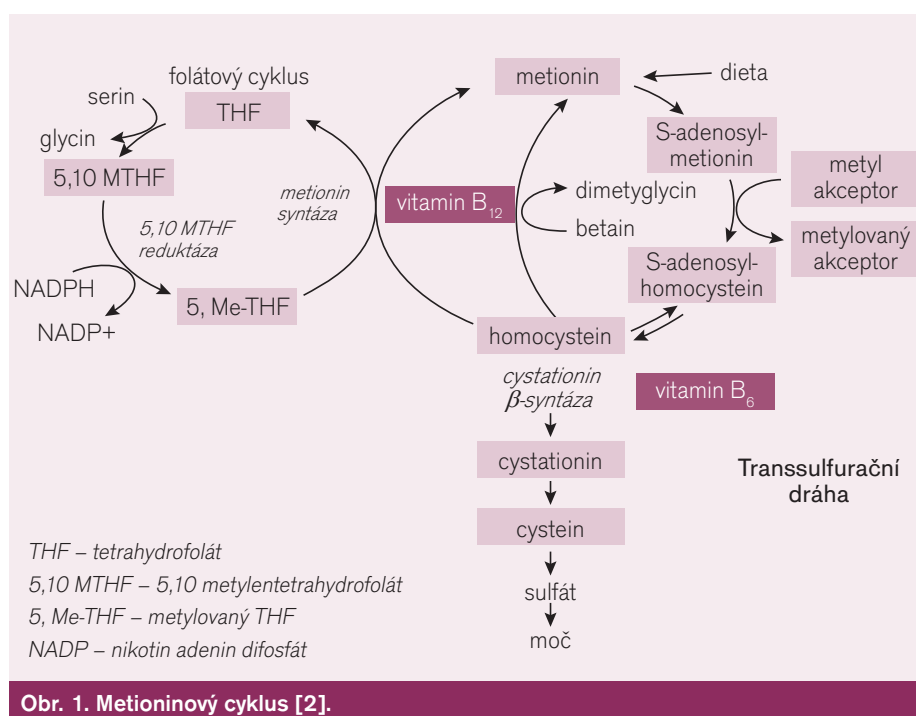 folátový cyklus
THF
serin
glycin
5,10 MTHF
metionin
syntáza
5,10 MTHF
reduktáza
NADPH
NADP+
5, Me-THF
vitamin B₁₂
metionin
dieta
S-adenosyl-
metionin
metyl
akceptor
metylovaný
akceptor
dimetyglycin
betain
S-adenosyl-
homocystein
homocystein
cystationin
β-syntáza
vitamin B₆
cystationin
cystein
sulfát
moč
Transsulfurační
dráha
THF – tetrahydrofolát
5,10 MTHF – 5,10 metylentetrahydrofolát
5, Me-THF – metylovaný THF
NADP – nikotin adenin difosfát
Obr. 1. Metioninový cyklus [2].